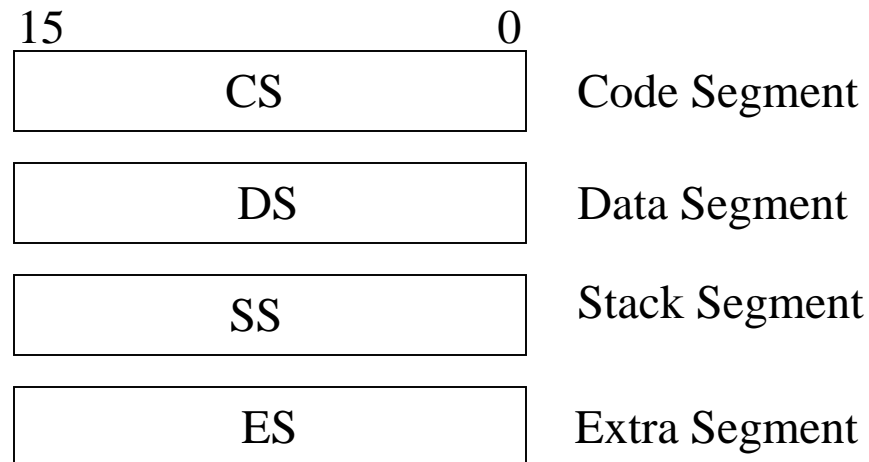 15 0
CS Code Segment
DS Data Segment
SS Stack Segment
ES Extra Segment